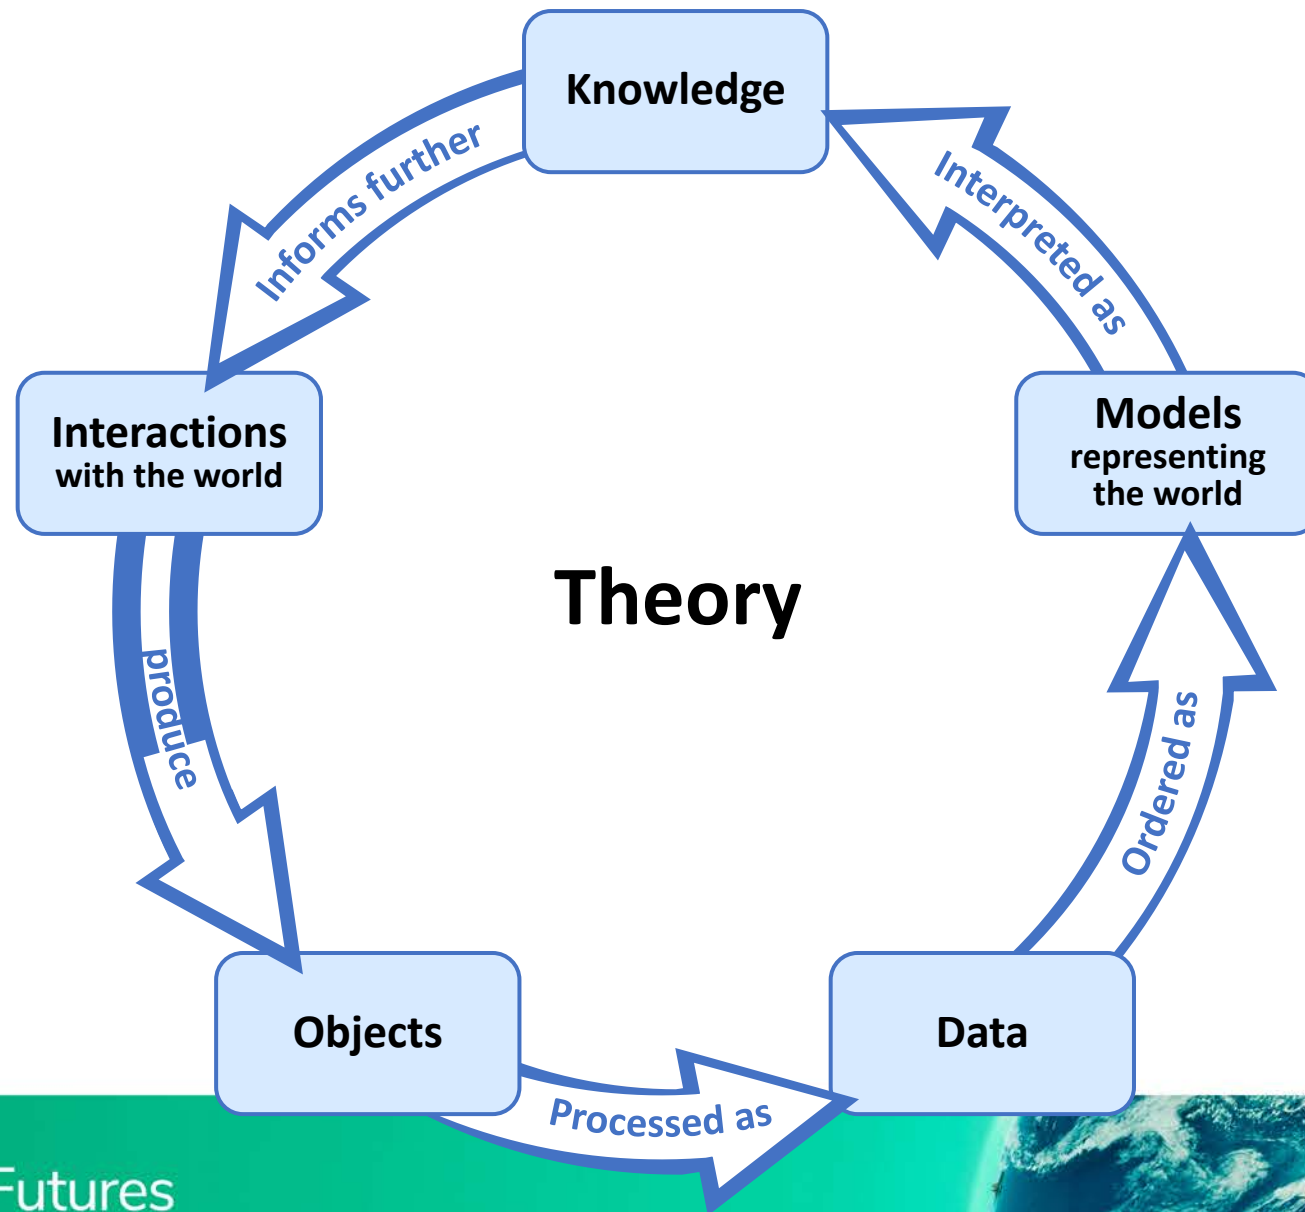 Knowledge
Informs further
Interpreted as
Interactions
with the world
Models
representing
the world
Theory
produce
Ordered as
Objects
Data
Processed as
Futures